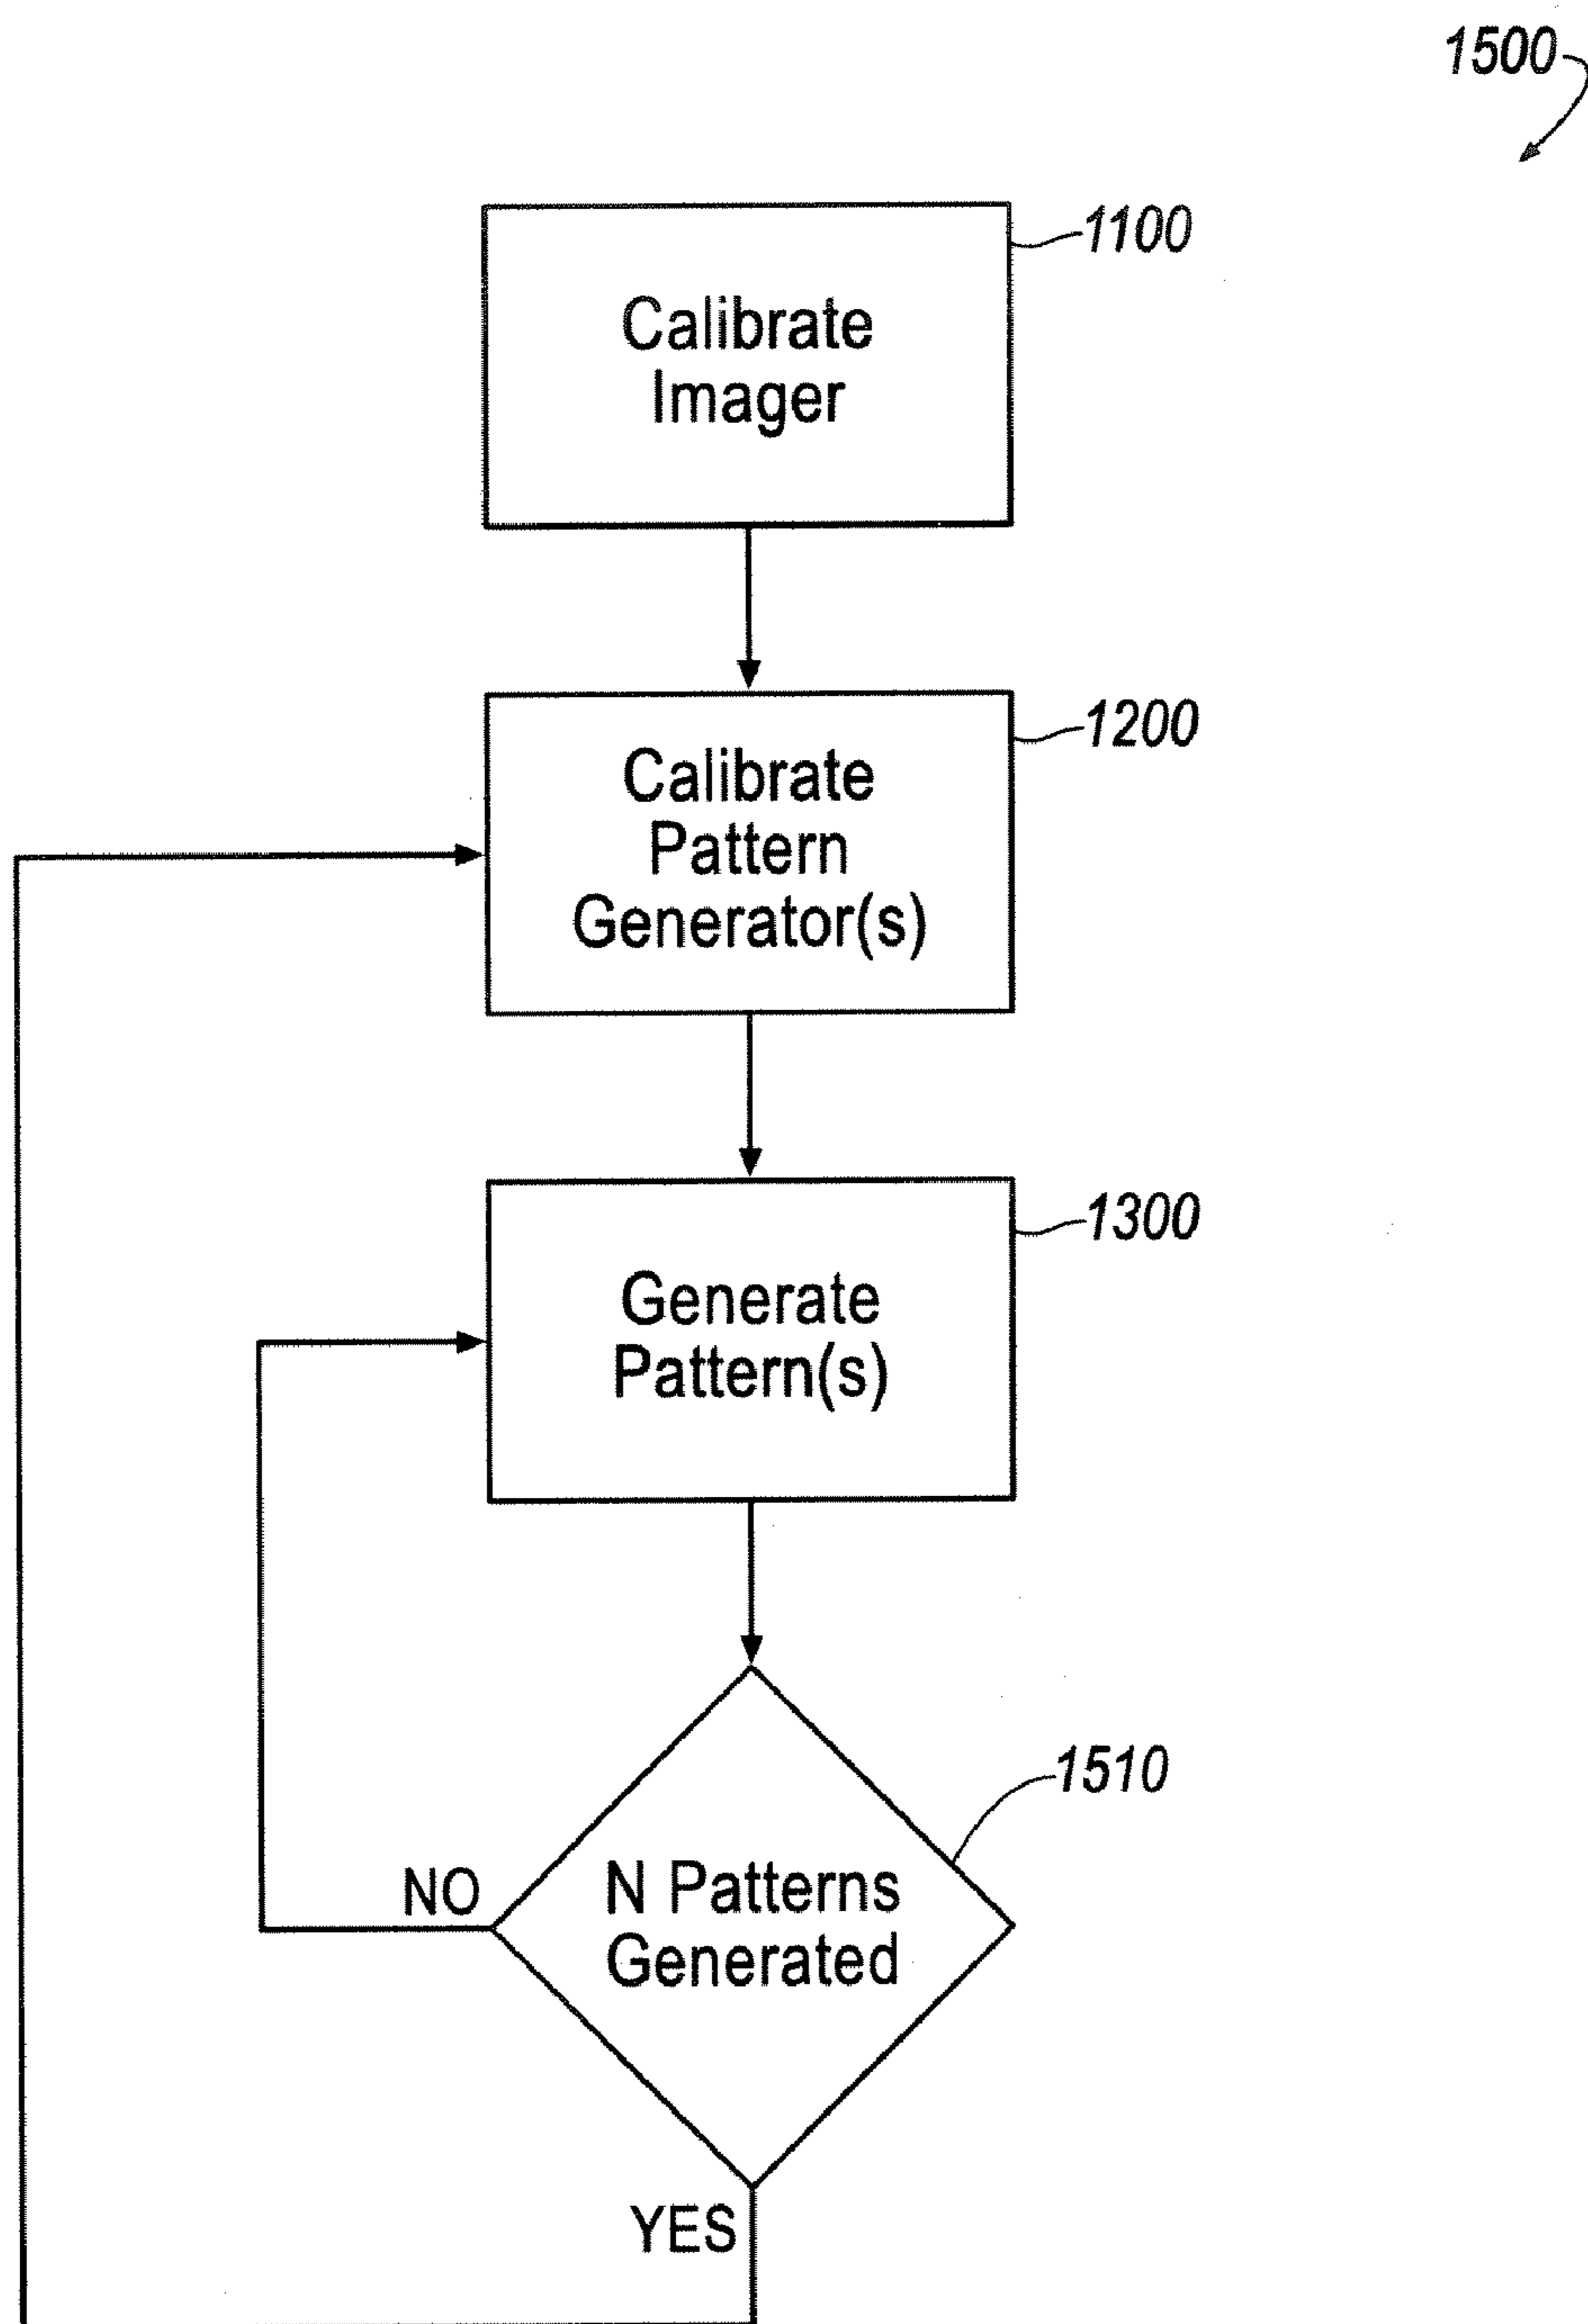 1500
1100
Calibrate
Imager
1200
Calibrate
Pattern
Generator(s)
1300
Generate
Pattern(s)
1510
NO
N Patterns
Generated
YES